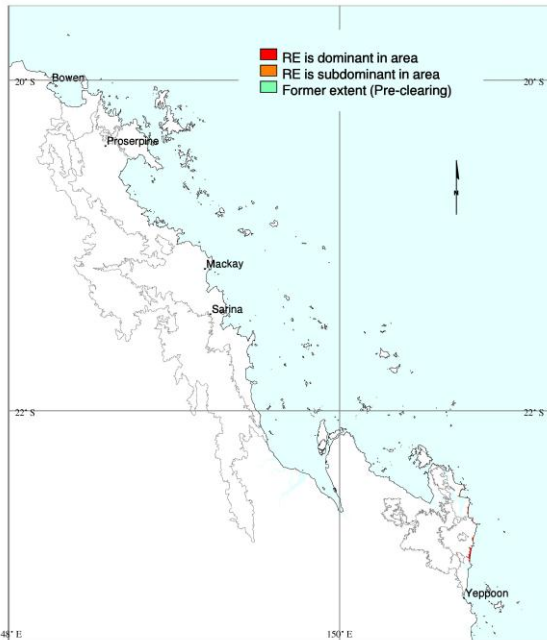 RE is dominant in area
RE is subdominant in area
Former extent (Pre-clearing)
20° S
20° S
Bowen
Proserpine
N
Mackay
Sarina
22° S
22° S
Yeppoon
48° E
150° E